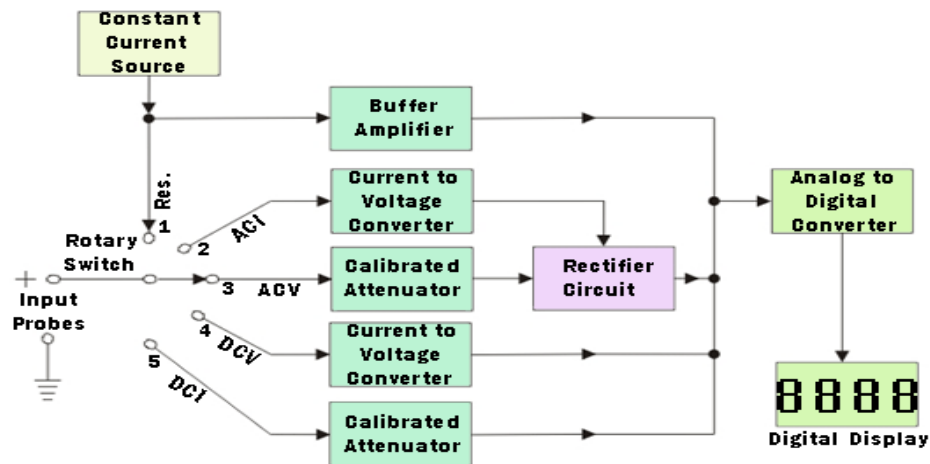 Constant
Current
Source
Buffer
Amplifier
Res.
1
Current to
Voltage
Converter
ACI
2
Analog to
Digital
Converter
Rotary
Switch
+
Input
Probes
3
ACV
Calibrated
Attenuator
Rectifier
Circuit
4
DCV
Current to
Voltage
Converter
5
DCI
Calibrated
Attenuator
8888
Digital Display